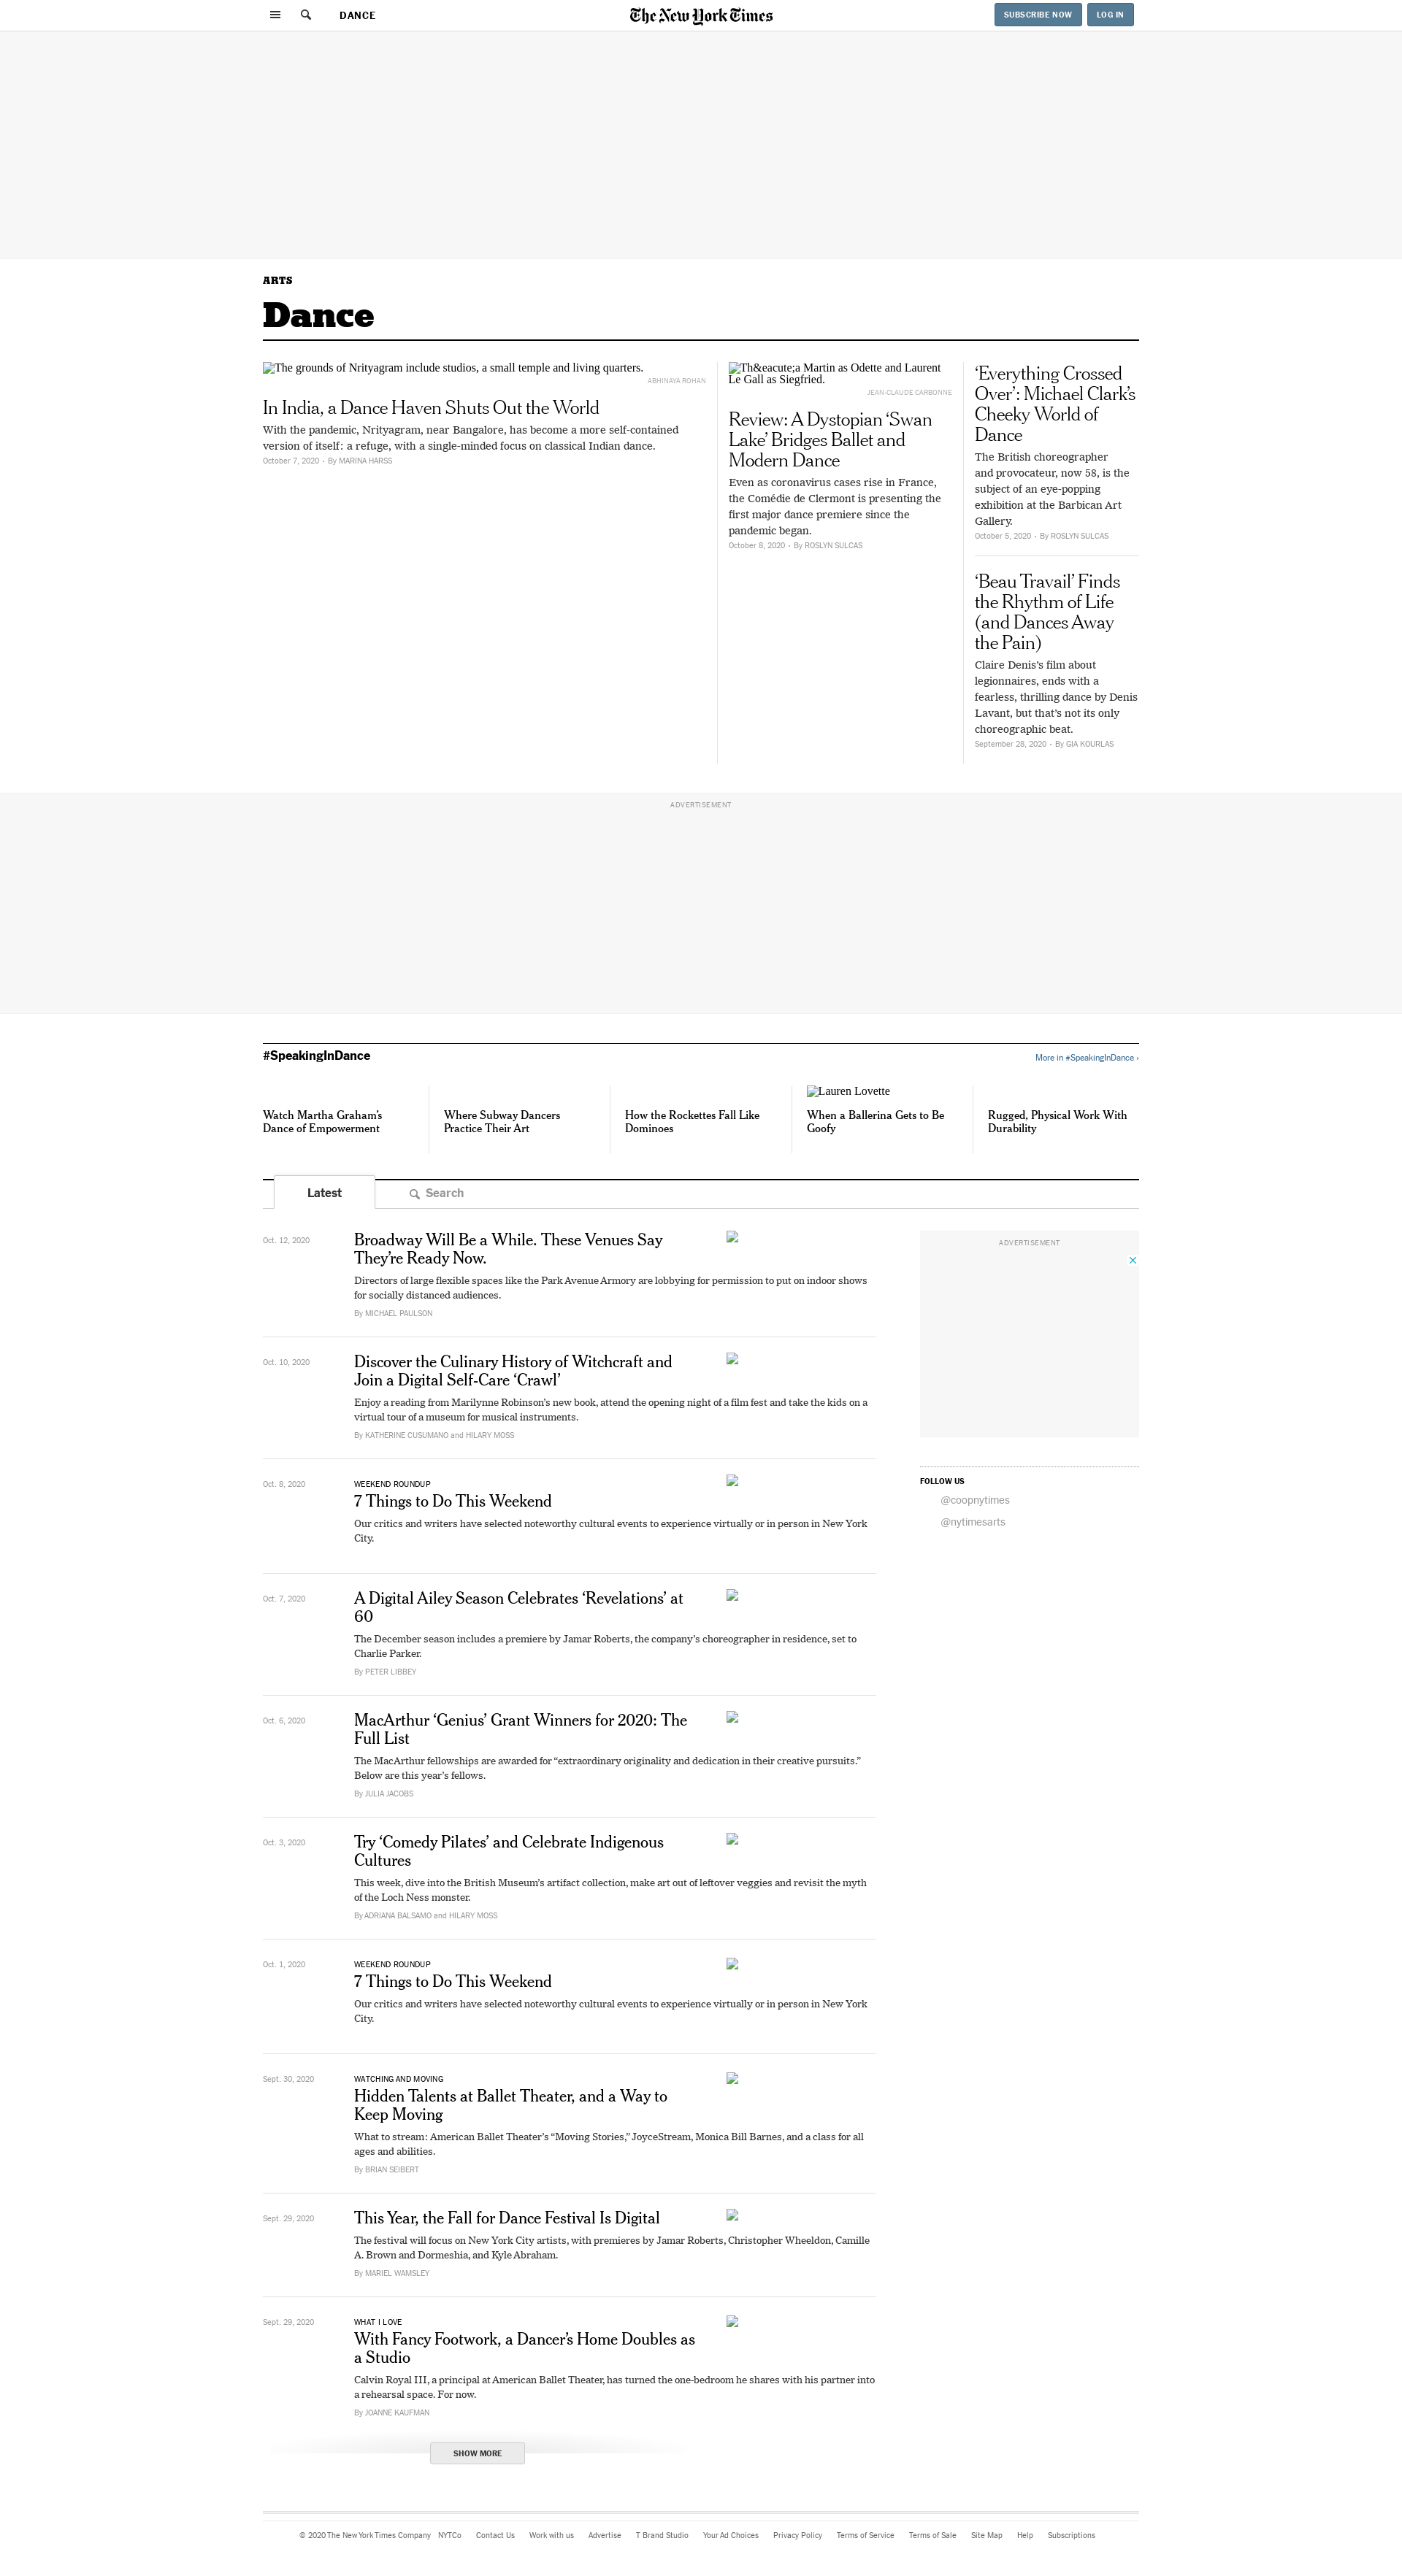 DANCE
The New York Times
SUBSCRIBE NOW
LOG IN
ARTS
Dance
The grounds of Nrityagram include studios, a small temple and living quarters.
ABHINAYA ROHAN
In India, a Dance Haven Shuts Out the World
With the pandemic, Nrityagram, near Bangalore, has become a more self-contained
version of itself: a refuge, with a single-minded focus on classical Indian dance.
October 7, 2020 • By MARINA HARSS
Th&eacute;a Martin as Odette and Laurent
Le Gall as Siegfried.
JEAN-CLAUDE CARBONNE
Review: A Dystopian ‘Swan
Lake’ Bridges Ballet and
Modern Dance
Even as coronavirus cases rise in France,
the Comédie de Clermont is presenting the
first major dance premiere since the
pandemic began.
October 8, 2020 • By ROSLYN SULCAS
‘Everything Crossed
Over’: Michael Clark’s
Cheeky World of
Dance
The British choreographer
and provocateur, now 58, is the
subject of an eye-popping
exhibition at the Barbican Art
Gallery.
October 5, 2020 • By ROSLYN SULCAS
‘Beau Travail’ Finds
the Rhythm of Life
(and Dances Away
the Pain)
Claire Denis’s film about
legionnaires, ends with a
fearless, thrilling dance by Denis
Lavant, but that’s not its only
choreographic beat.
September 28, 2020 • By GIA KOURLAS
ADVERTISEMENT
#SpeakingInDance
More in #SpeakingInDance ›
Watch Martha Graham’s
Dance of Empowerment
Where Subway Dancers
Practice Their Art
How the Rockettes Fall Like
Dominoes
Lauren Lovette
When a Ballerina Gets to Be
Goofy
Rugged, Physical Work With
Durability
Latest
Search
Oct. 12, 2020
Broadway Will Be a While. These Venues Say
They’re Ready Now.
Directors of large flexible spaces like the Park Avenue Armory are lobbying for permission to put on indoor shows
for socially distanced audiences.
By MICHAEL PAULSON
Oct. 10, 2020
Discover the Culinary History of Witchcraft and
Join a Digital Self-Care ‘Crawl’
Enjoy a reading from Marilynne Robinson’s new book, attend the opening night of a film fest and take the kids on a
virtual tour of a museum for musical instruments.
By KATHERINE CUSUMANO and HILARY MOSS
Oct. 8, 2020
WEEKEND ROUNDUP
7 Things to Do This Weekend
Our critics and writers have selected noteworthy cultural events to experience virtually or in person in New York
City.
Oct. 7, 2020
A Digital Ailey Season Celebrates ‘Revelations’ at
60
The December season includes a premiere by Jamar Roberts, the company’s choreographer in residence, set to
Charlie Parker.
By PETER LIBBEY
Oct. 6, 2020
MacArthur ‘Genius’ Grant Winners for 2020: The
Full List
The MacArthur fellowships are awarded for “extraordinary originality and dedication in their creative pursuits.”
Below are this year’s fellows.
By JULIA JACOBS
Oct. 3, 2020
Try ‘Comedy Pilates’ and Celebrate Indigenous
Cultures
This week, dive into the British Museum’s artifact collection, make art out of leftover veggies and revisit the myth
of the Loch Ness monster.
By ADRIANA BALSAMO and HILARY MOSS
Oct. 1, 2020
WEEKEND ROUNDUP
7 Things to Do This Weekend
Our critics and writers have selected noteworthy cultural events to experience virtually or in person in New York
City.
Sept. 30, 2020
WATCHING AND MOVING
Hidden Talents at Ballet Theater, and a Way to
Keep Moving
What to stream: American Ballet Theater’s “Moving Stories,” JoyceStream, Monica Bill Barnes, and a class for all
ages and abilities.
By BRIAN SEIBERT
Sept. 29, 2020
This Year, the Fall for Dance Festival Is Digital
The festival will focus on New York City artists, with premieres by Jamar Roberts, Christopher Wheeldon, Camille
A. Brown and Dormeshia, and Kyle Abraham.
By MARIEL WAMSLEY
Sept. 29, 2020
WHAT I LOVE
With Fancy Footwork, a Dancer’s Home Doubles as
a Studio
Calvin Royal III, a principal at American Ballet Theater, has turned the one-bedroom he shares with his partner into
a rehearsal space. For now.
By JOANNE KAUFMAN
SHOW MORE
ADVERTISEMENT
FOLLOW US
@coopnytimes
@nytimesarts
© 2020 The New York Times Company NYTCo Contact Us Work with us Advertise T Brand Studio Your Ad Choices Privacy Policy Terms of Service Terms of Sale Site Map Help Subscriptions